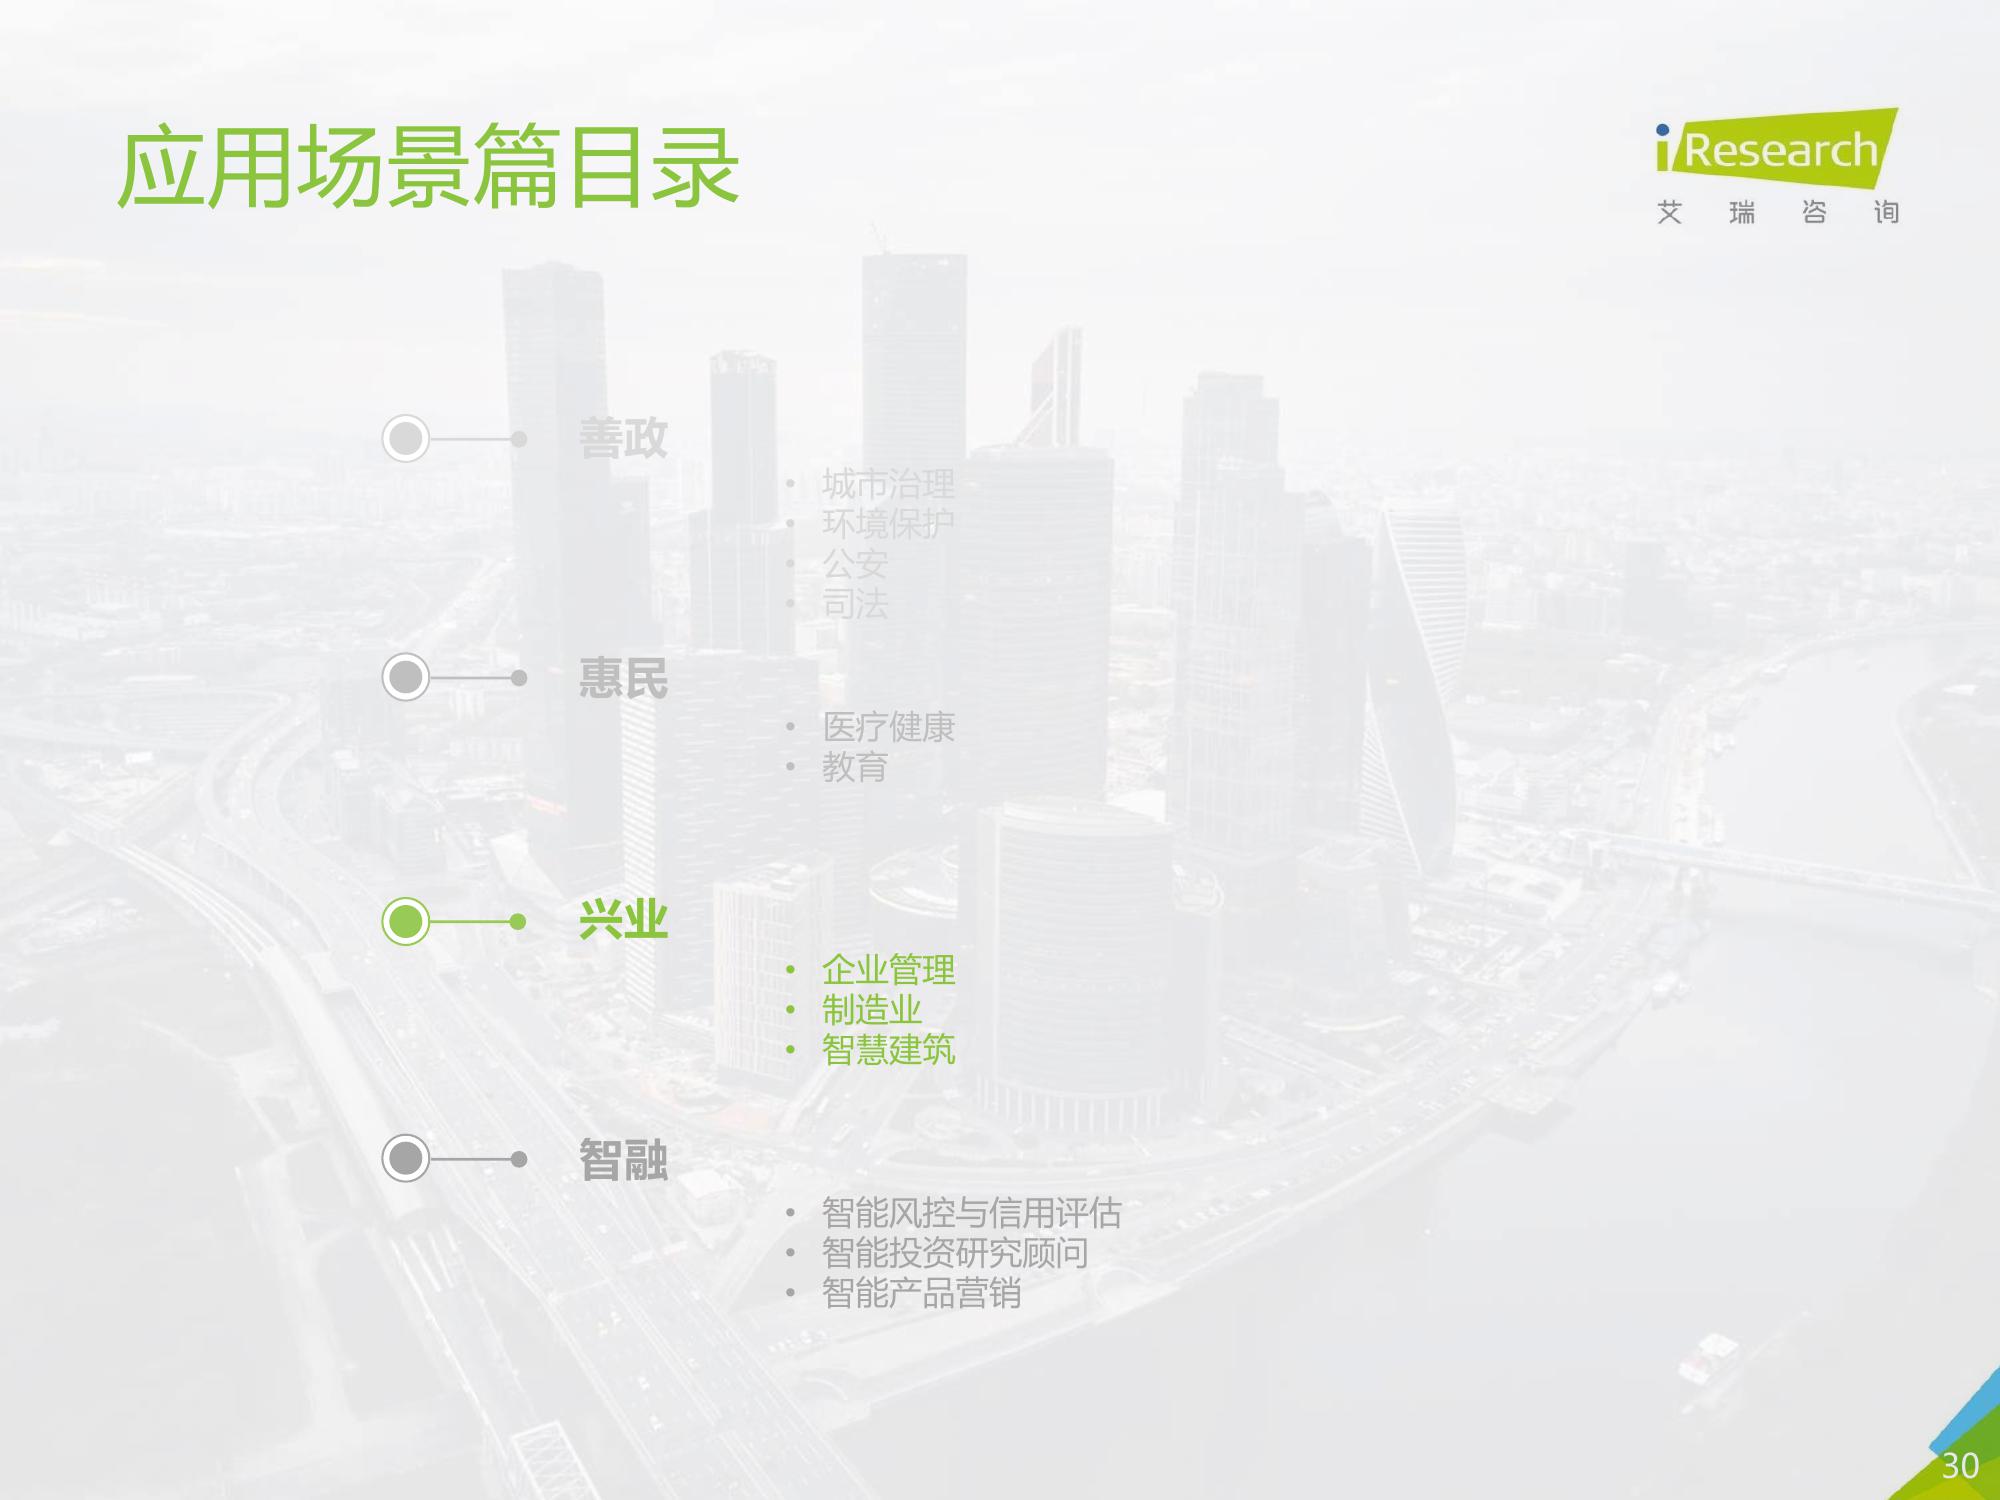 应用场景篇目录
iResearch
艾瑞咨询
善政
• 城市治理
• 环境保护
• 公安
• 司法
惠民
• 医疗健康
• 教育
兴业
• 企业管理
• 制造业
• 智慧建筑
智融
• 智能风控与信用评估
• 智能投资研究顾问
• 智能产品营销
30